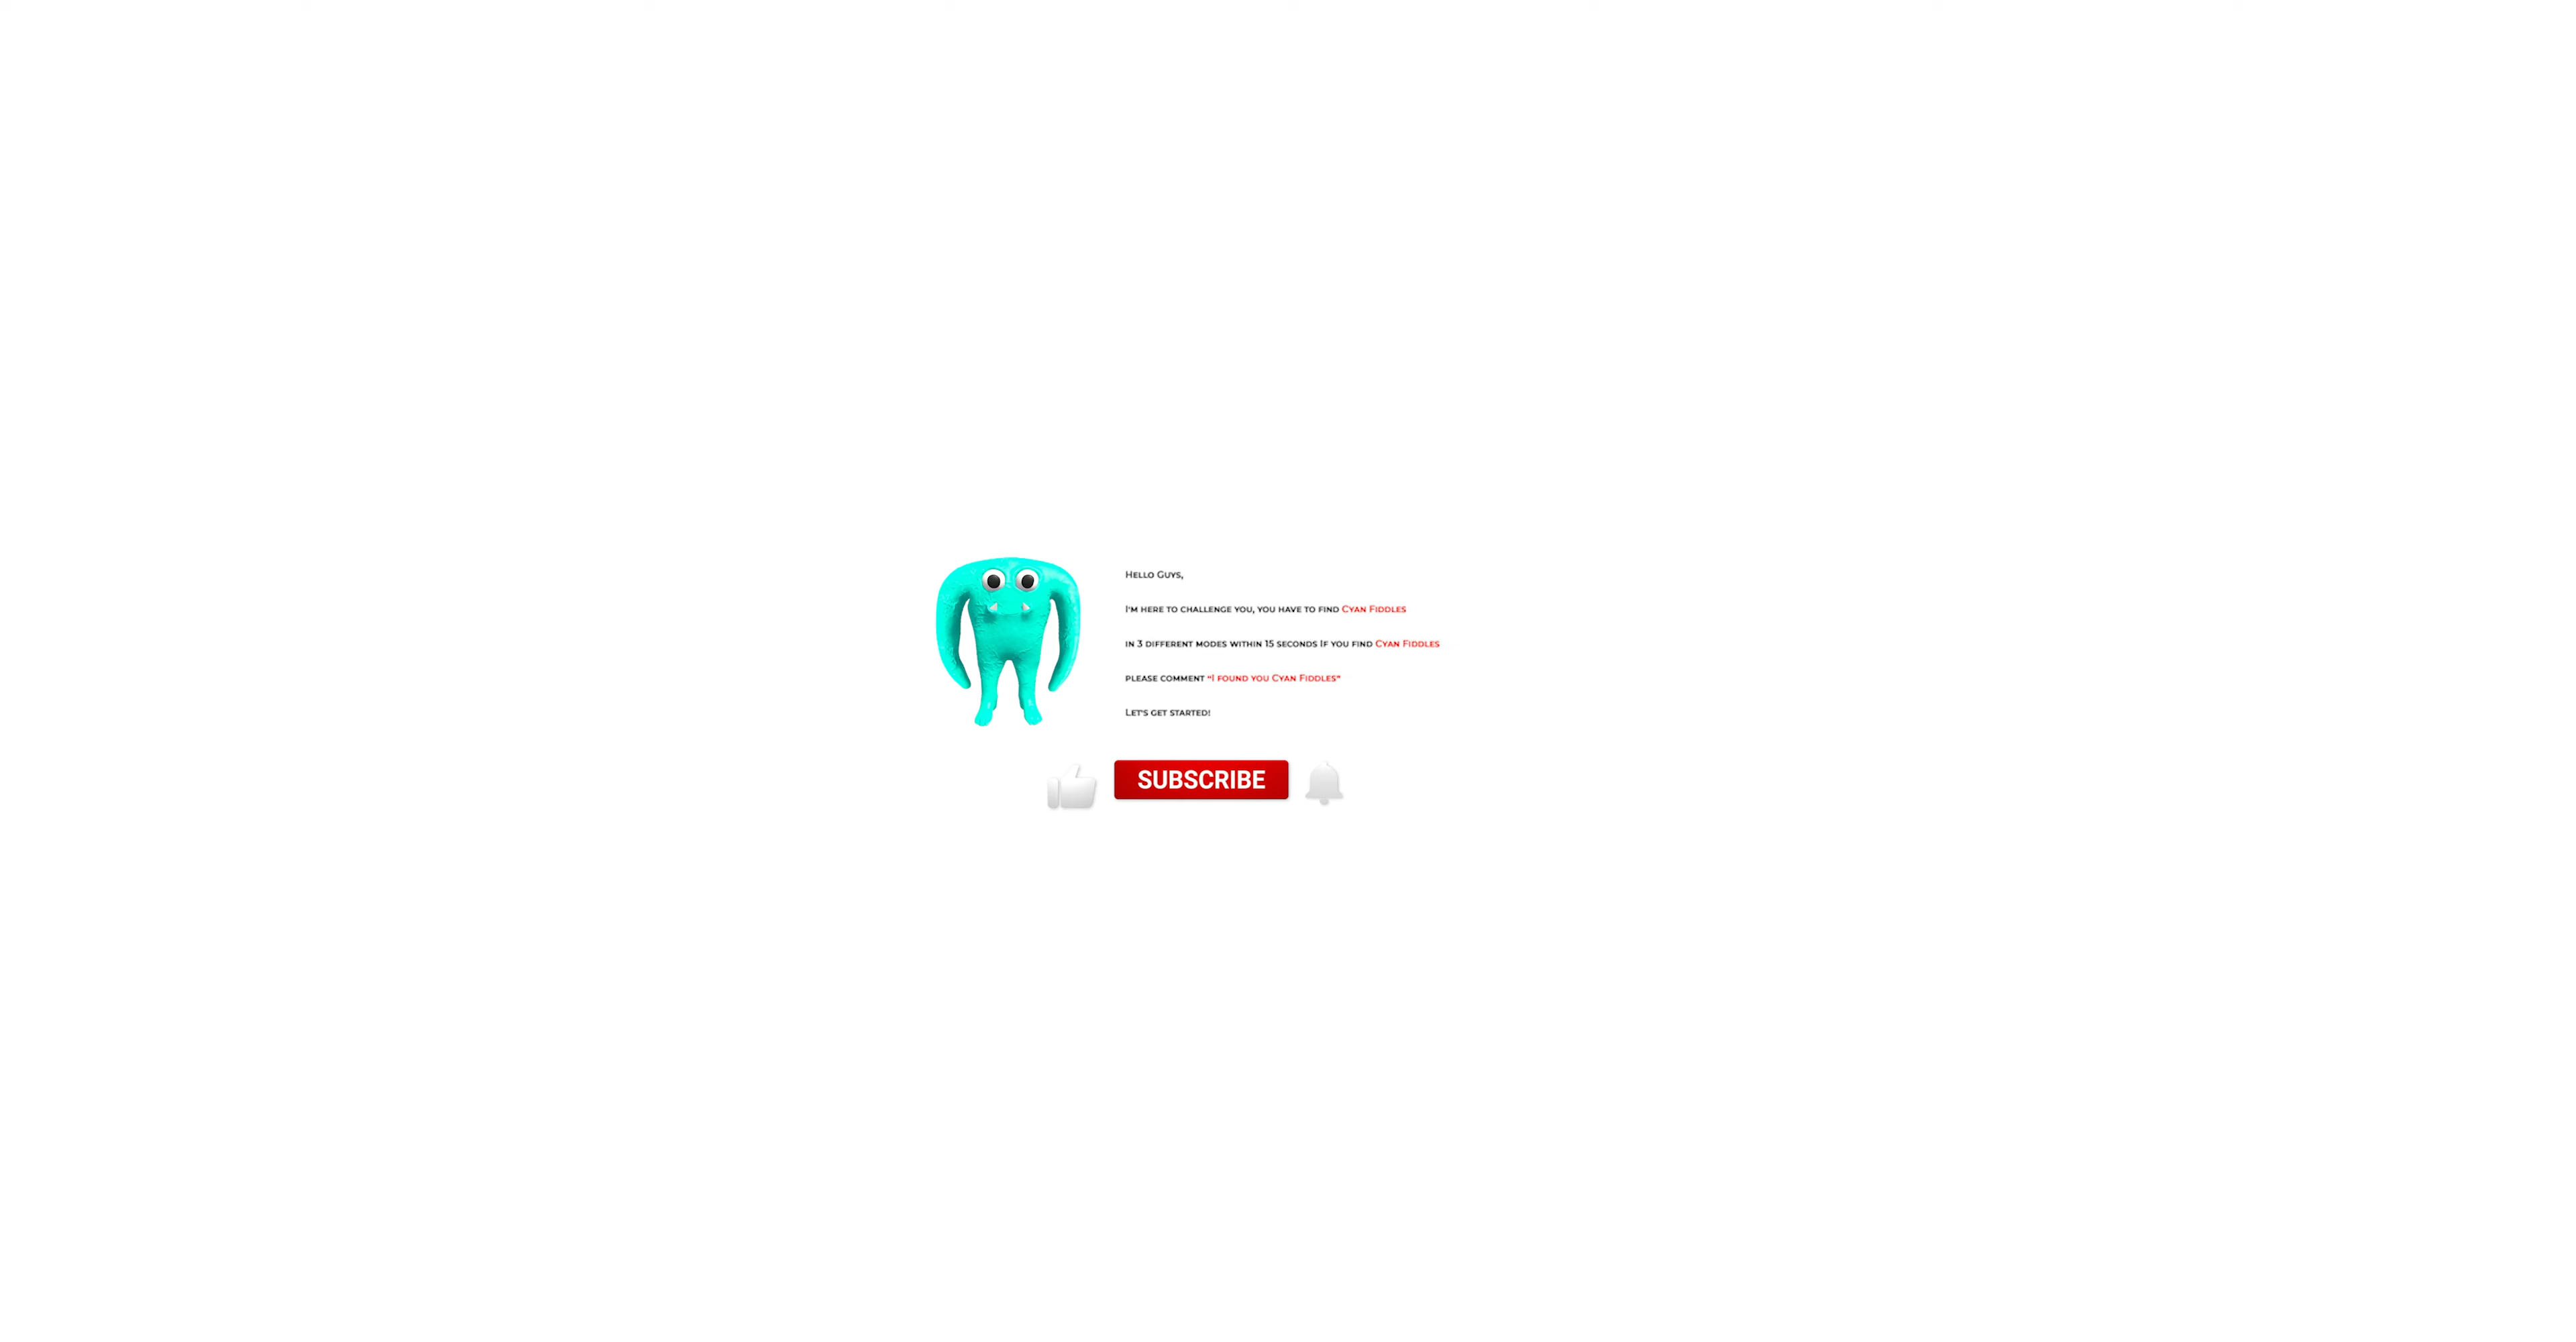 Hello Guys,
I'm here to challenge you, you have to find Cyan Fiddles
in 3 different modes within 15 seconds If you find Cyan Fiddles
please comment "I found you Cyan Fiddles"
Let's get started!
SUBSCRIBE